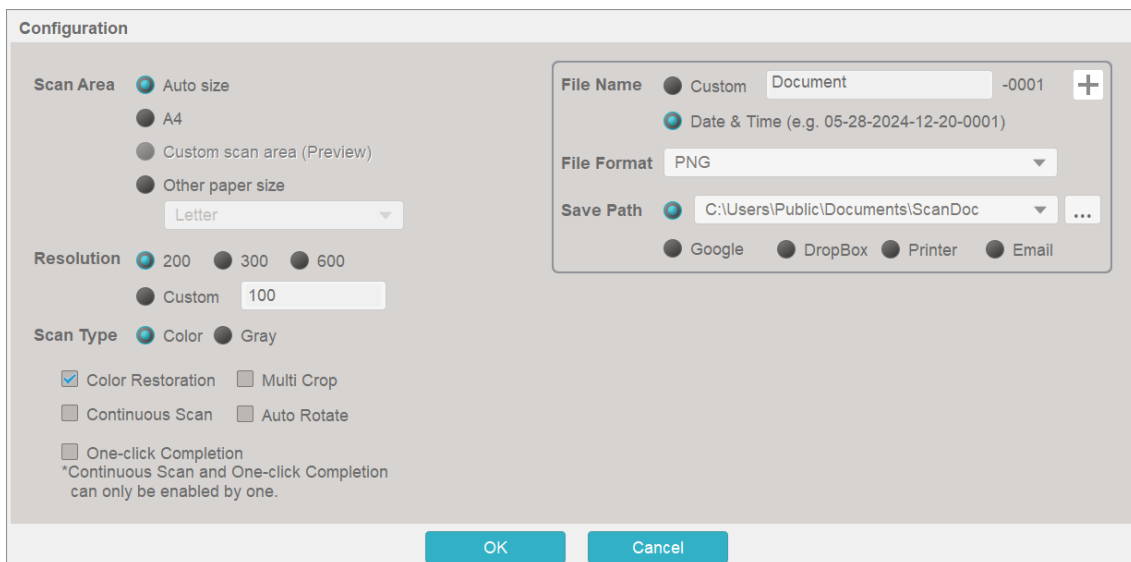 Configuration
Scan Area Auto size
A4
Custom scan area (Preview)
Other paper size
Letter
Resolution 200 300 600
Custom 100
Scan Type Color Gray
Color Restoration Multi Crop
Continuous Scan Auto Rotate
One-click Completion
*Continuous Scan and One-click Completion
can only be enabled by one.
File Name Custom Document -0001 +
Date & Time (e.g. 05-28-2024-12-20-0001)
File Format PNG
Save Path C:\Users\Public\Documents\ScanDoc ...
Google DropBox Printer Email
OK Cancel